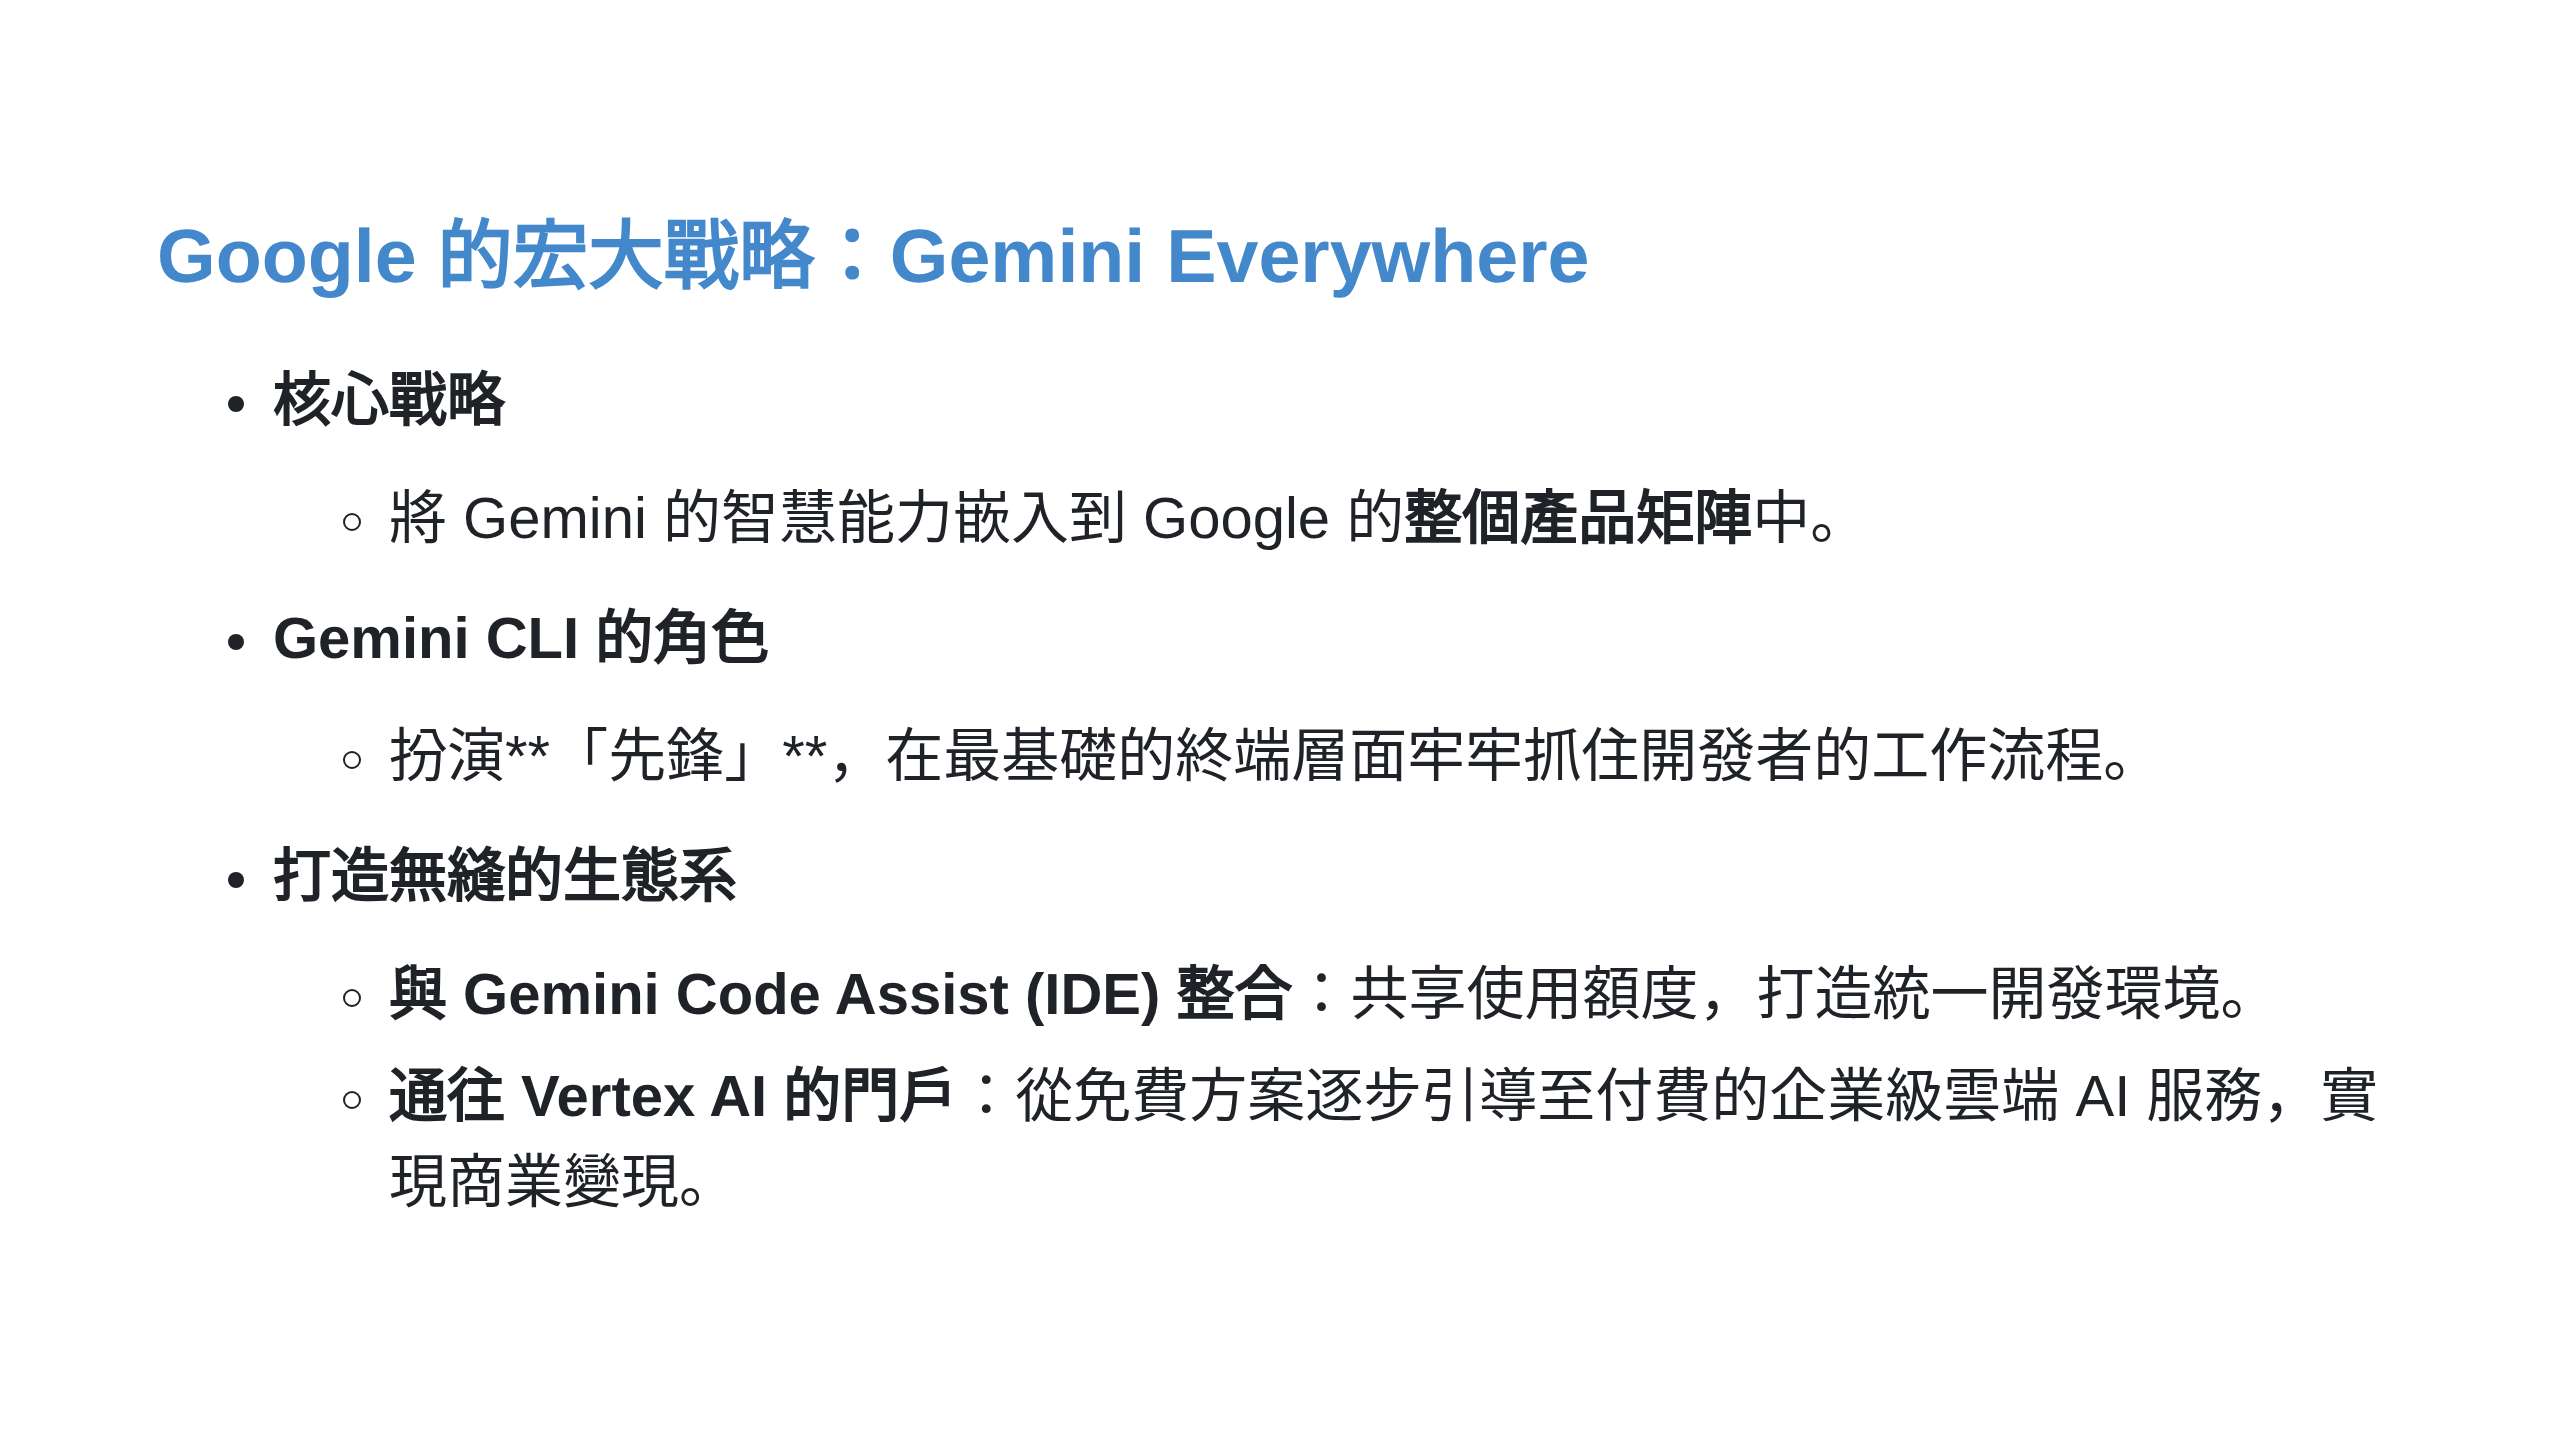 Google 的宏大戰略：Gemini Everywhere
• 核心戰略
◦ 將 Gemini 的智慧能力嵌入到 Google 的整個產品矩陣中。
• Gemini CLI 的角色
◦ 扮演**「先鋒」**，在最基礎的終端層面牢牢抓住開發者的工作流程。
• 打造無縫的生態系
◦ 與 Gemini Code Assist (IDE) 整合：共享使用額度，打造統一開發環境。
◦ 通往 Vertex AI 的門戶：從免費方案逐步引導至付費的企業級雲端 AI 服務，實
現商業變現。